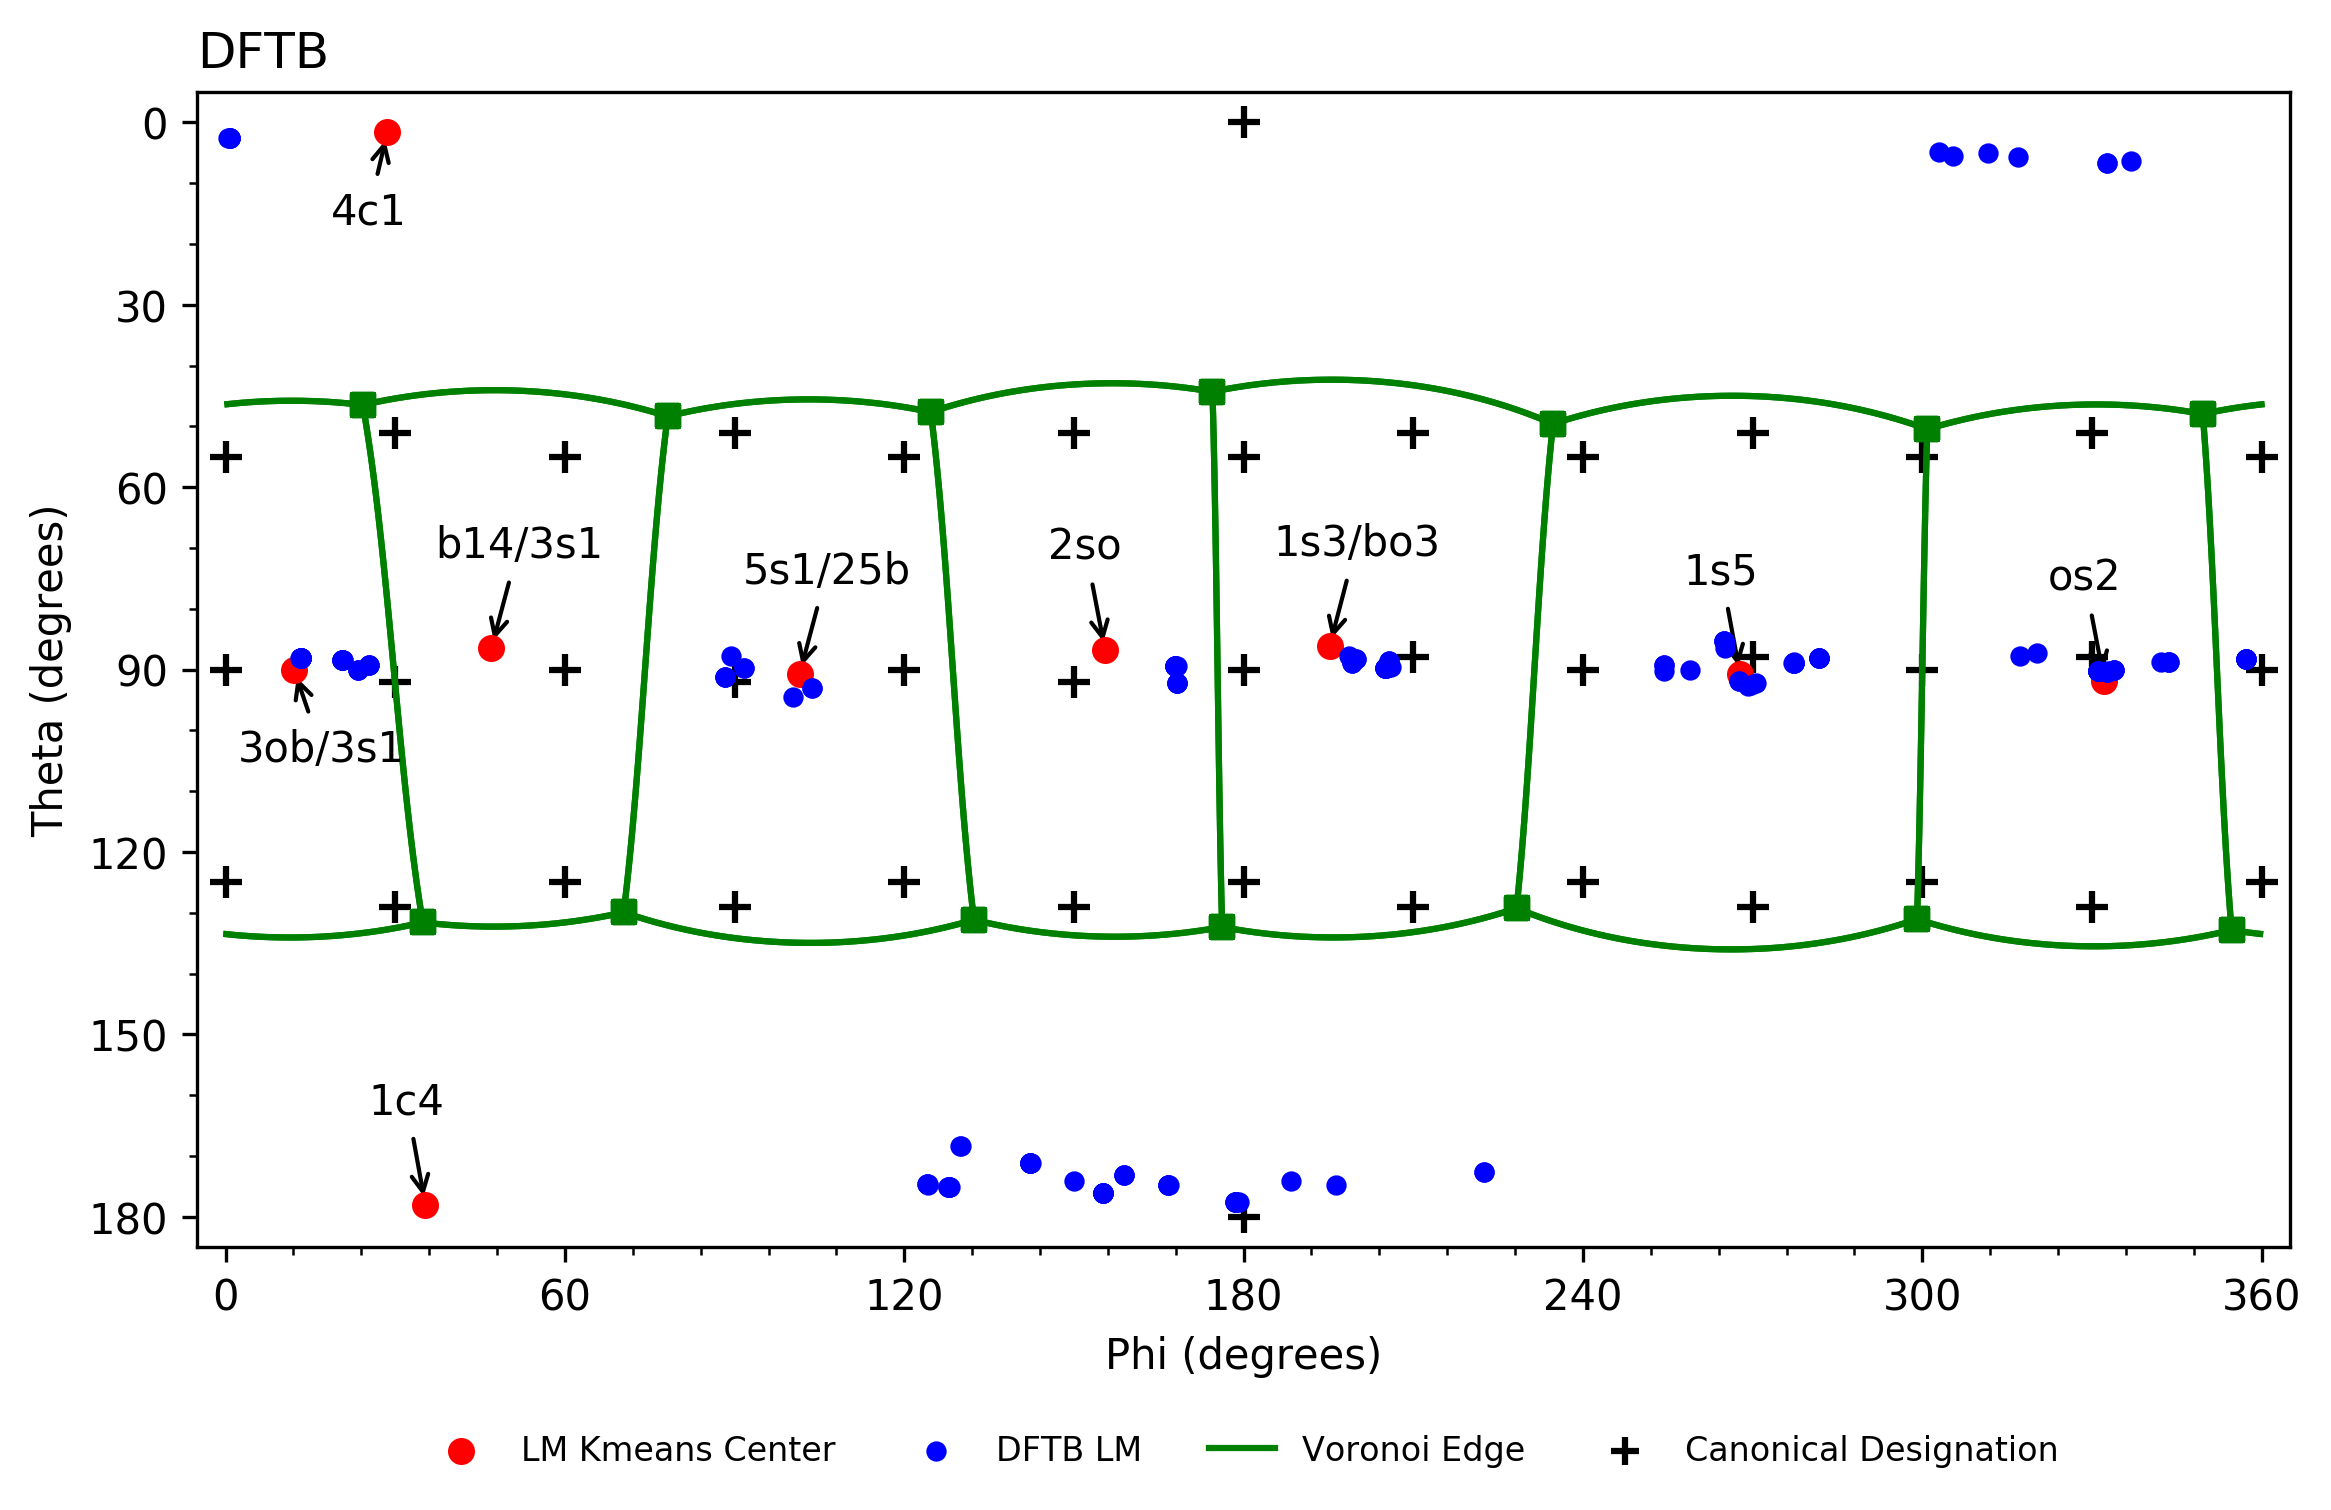 DFTB
0
30
60
90
120
150
180
Theta (degrees)
4c1
b14/3s1
5s1/25b
2so
1s3/bo3
1s5
os2
3ob/3s1
1c4
0 60 120 180 240 300 360
Phi (degrees)
LM Kmeans Center DFTB LM Voronoi Edge Canonical Designation